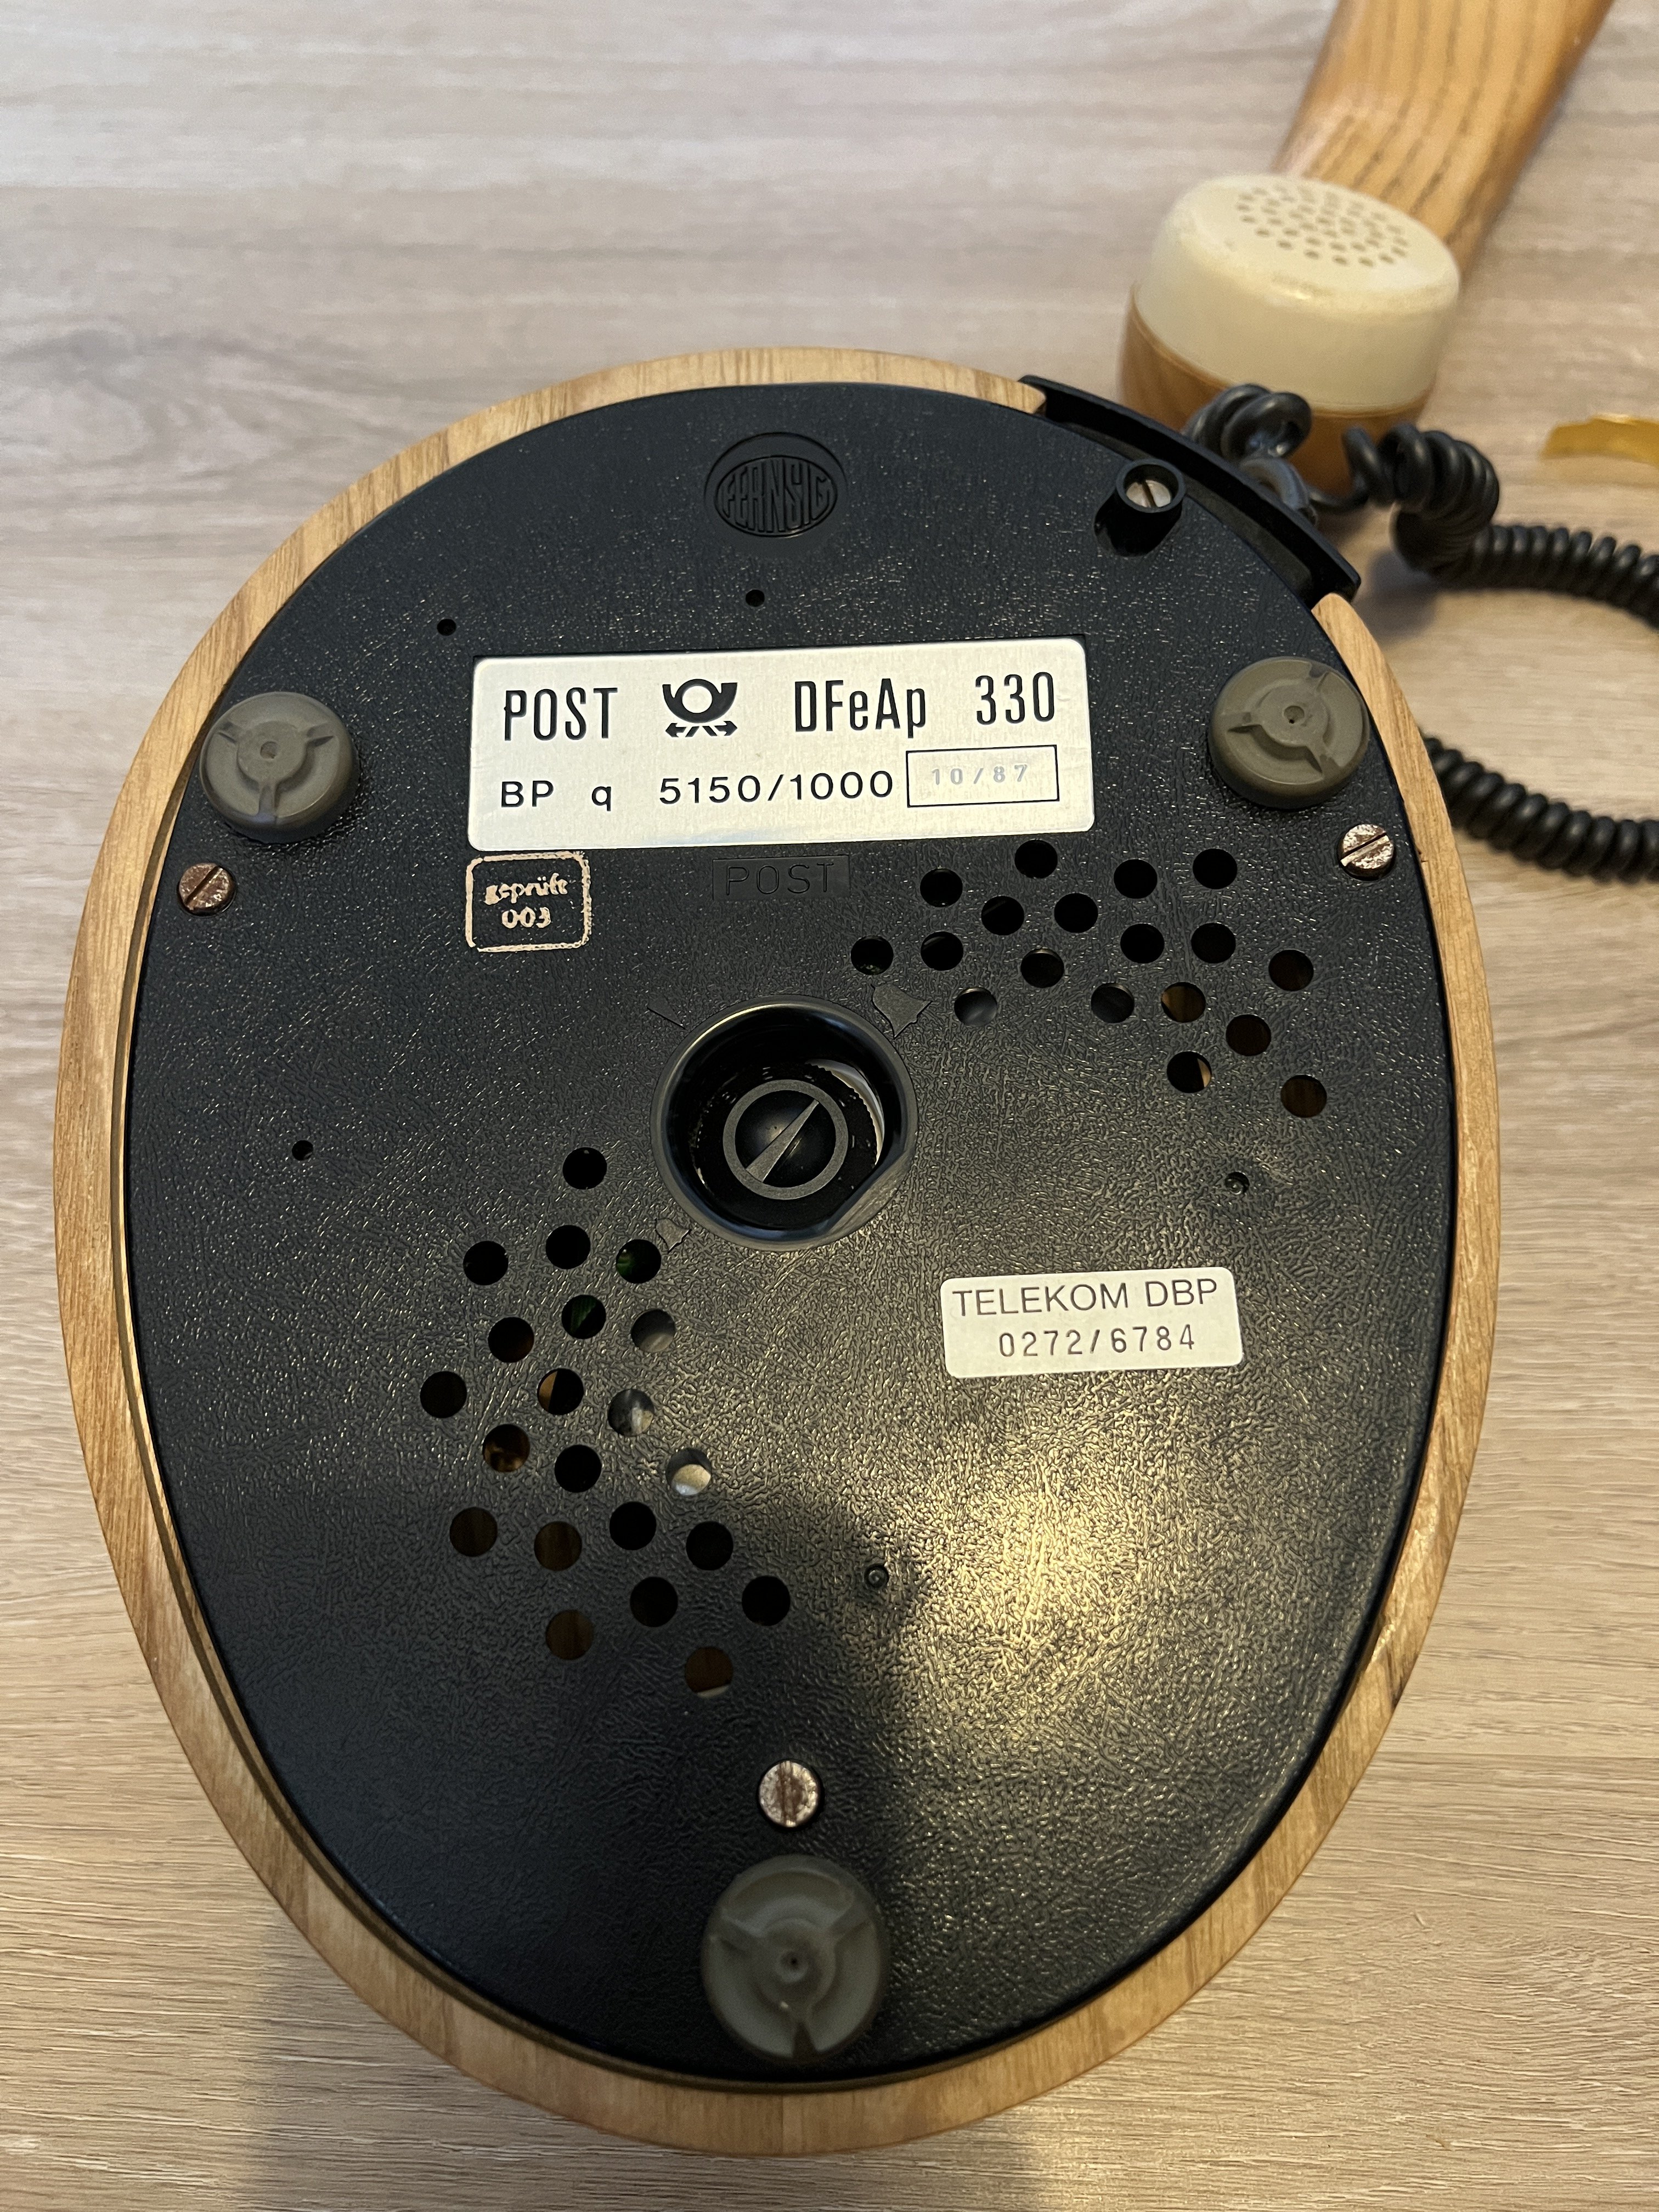 FERNSIG
POST DFeAp 330
BP q 5150/1000 10/87
geprüft
003
POST
TELEKOM DBP
0272/6784